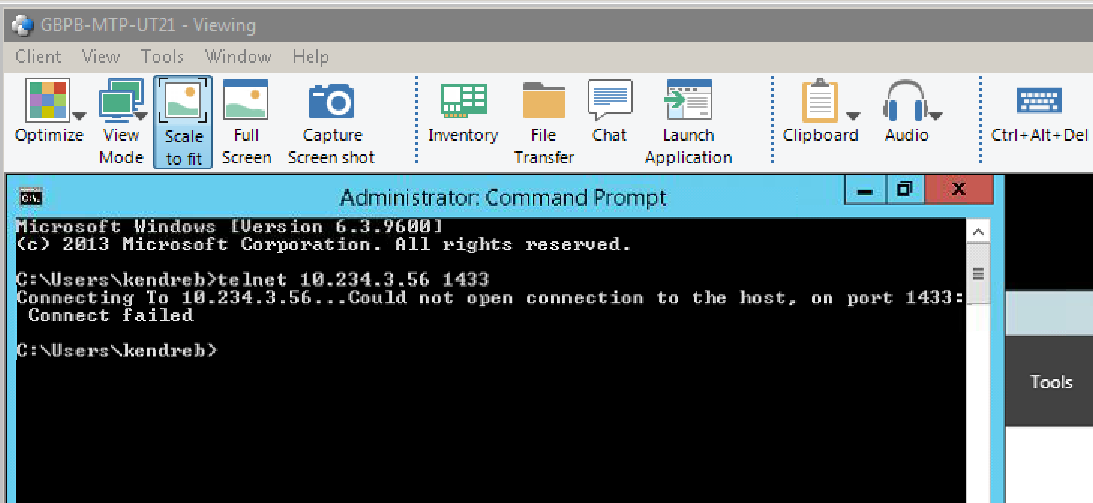 GBPB-MTP-UT21 - Viewing
Client View Tools Window Help
Optimize View Mode Scale to fit Full Screen Capture Screen shot Inventory File Transfer Chat Launch Application Clipboard Audio Ctrl+Alt+Del
C:\.
Administrator: Command Prompt
Microsoft Windows [Version 6.3.9600]
(c) 2013 Microsoft Corporation. All rights reserved.
C:\Users\kendreb>telnet 10.234.3.56 1433
Connecting To 10.234.3.56...Could not open connection to the host, on port 1433:
Connect failed
C:\Users\kendreb>
Tools